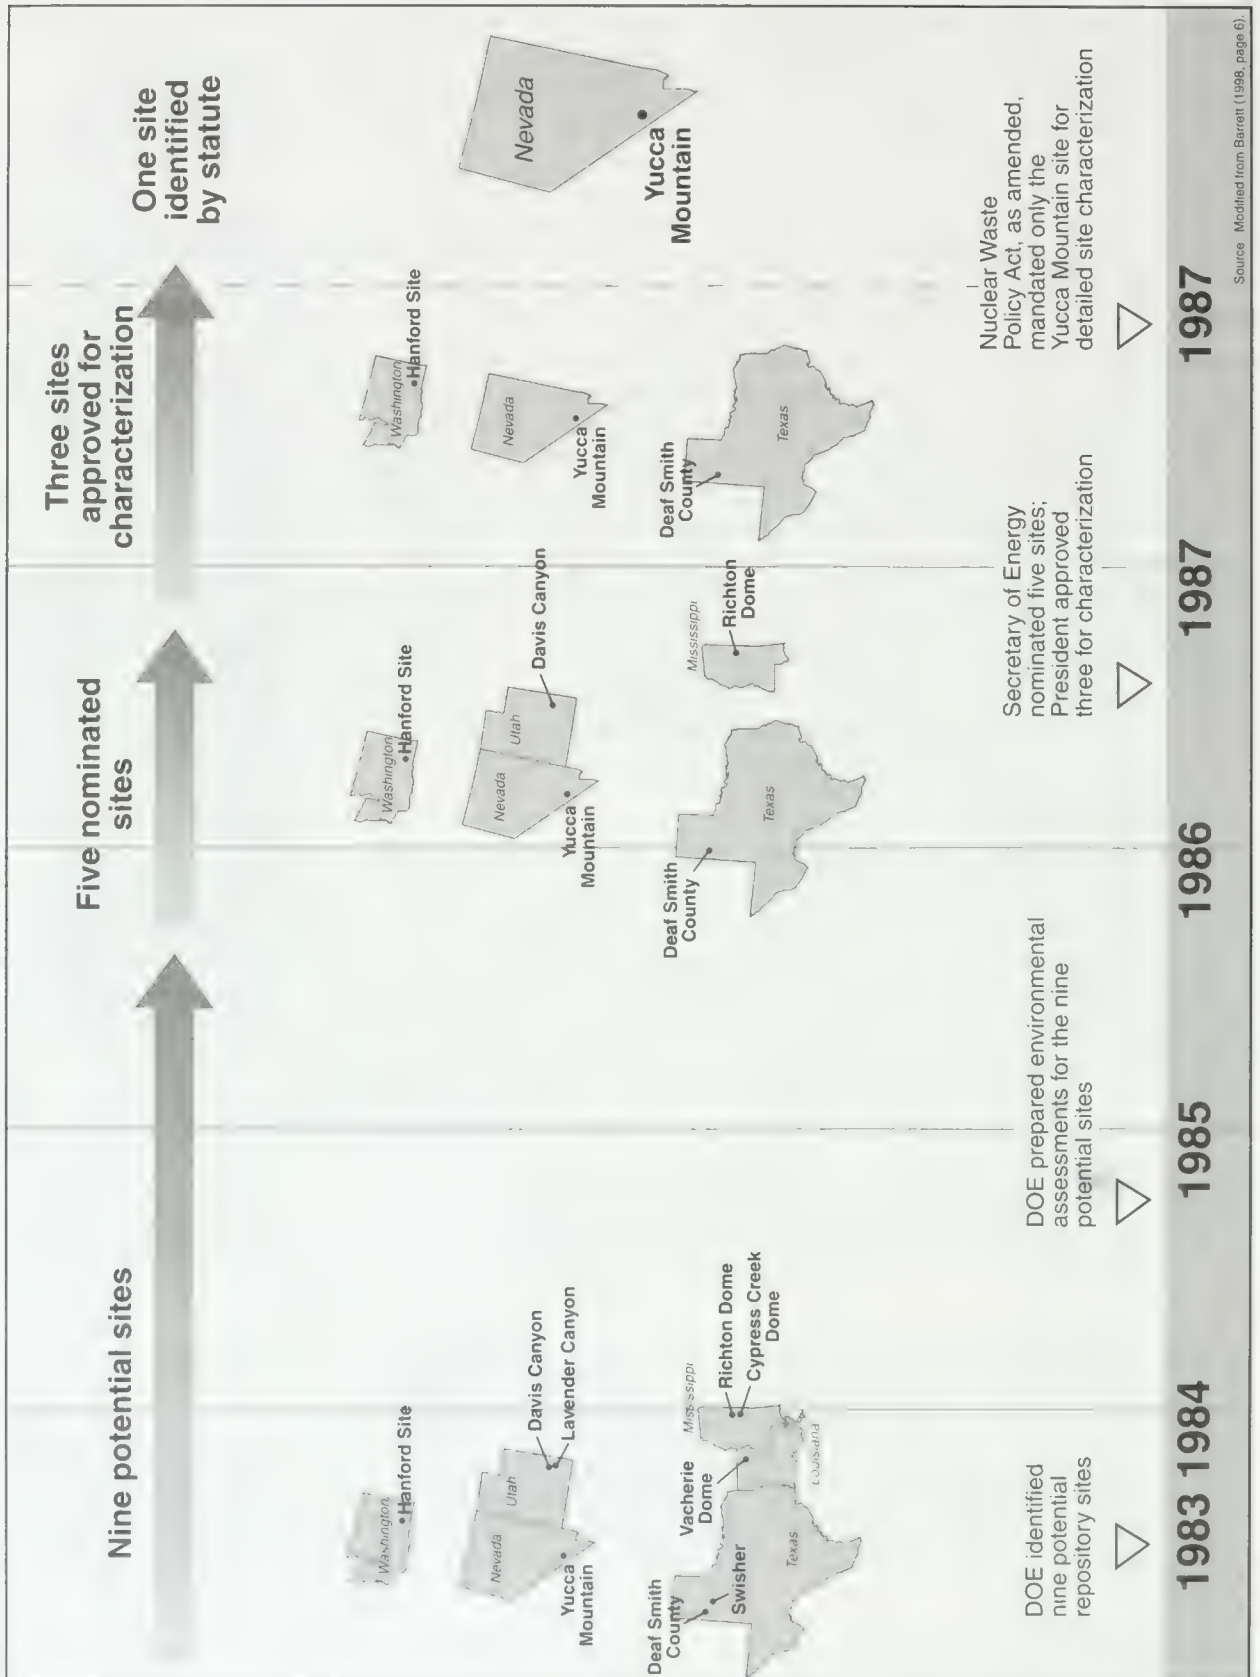 Nine potential sites
Five nominated
sites
Three sites
approved for
characterization
One site
identified
by statute
Washington
Hanford Site
Nevada
Utah
Davis Canyon
Lavender Canyon
Yucca
Mountain
Deaf Smith
County
Swisher
Vacherie
Dome
Mississippi
Richton Dome
Cypress Creek
Dome
Texas
Louisiana
Washington
Hanford Site
Nevada
Utah
Davis Canyon
Yucca
Mountain
Deaf Smith
County
Texas
Mississippi
Richton
Dome
Washington
Hanford Site
Nevada
Yucca
Mountain
Deaf Smith
County
Texas
Nevada
Yucca
Mountain
DOE identified
nine potential
repository sites
DOE prepared environmental
assessments for the nine
potential sites
Secretary of Energy
nominated five sites;
President approved
three for characterization
Nuclear Waste
Policy Act, as amended,
mandated only the
Yucca Mountain site for
detailed site characterization
1983 1984 1985 1986 1987 1987
Source Modified from Barrett (1998, page 6).